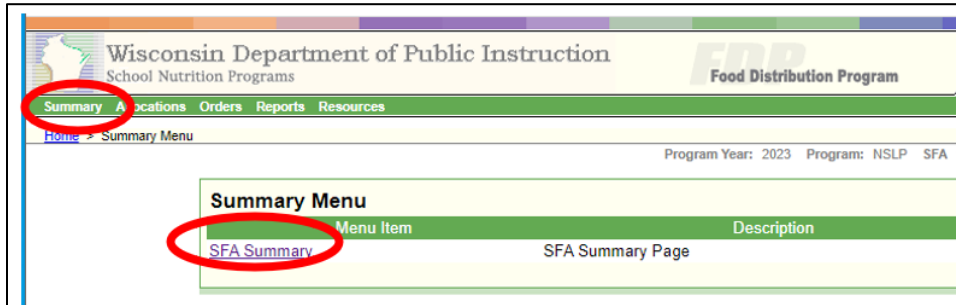 Wisconsin Department of Public Instruction
School Nutrition Programs
FDP
Food Distribution Program
Summary Allocations Orders Reports Resources
Home > Summary Menu
Program Year: 2023 Program: NSLP SFA
Summary Menu
Menu Item Description
SFA Summary SFA Summary Page